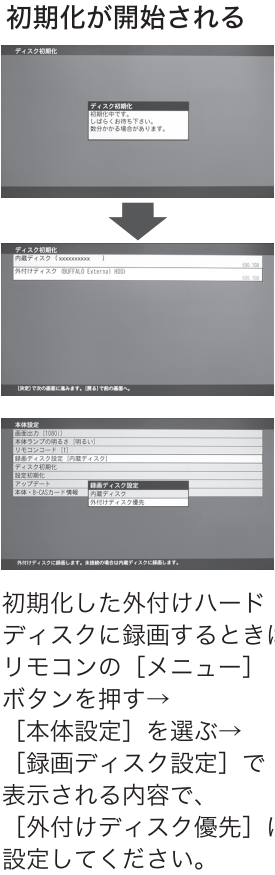 初期化が開始される
ディスク初期化
ディスク初期化
初期化中です。
しばらくお待ち下さい。
数分かかる場合があります。
ディスク初期化
内蔵ディスク (xxxxxxxxxx )
外付けディスク (BUFFALO External HDD)
[決定]で次の画面に進みます。[戻る]で前の画面へ。
本体設定
画面出力 [1080i]
本体ランプの明るさ [明るい]
リモコンコード [1]
録画ディスク設定 [内蔵ディスク]
ディスク初期化
設定初期化
アップデート
本体・B-CASカード情報
録画ディスク設定
内蔵ディスク
外付けディスク優先
外付けディスクに録画します。未接続の場合は内蔵ディスクに録画します。
初期化した外付けハード
ディスクに録画するときに
リモコンの［メニュー］
ボタンを押す→
［本体設定］を選ぶ→
［録画ディスク設定］で
表示される内容で、
［外付けディスク優先］に
設定してください。